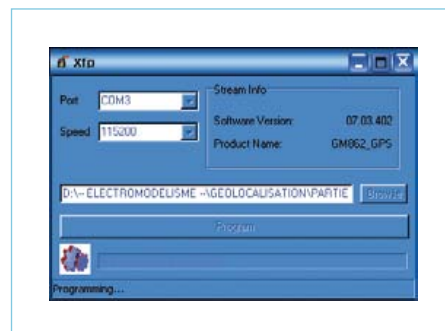 Xfp
Port COM3
Speed 115200
Stream Info
Software Version: 07.03.402
Product Name: GM862_GPS
D:\-- ELECTROMODELISME --\GEOLOCALISATION\PARTIE
Browse
Program
Programming...